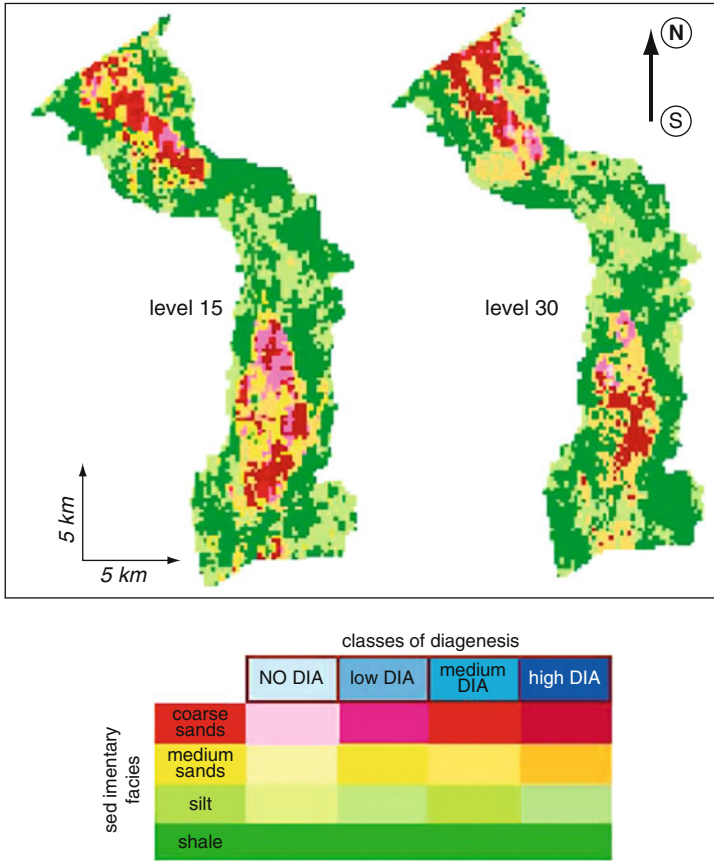 N
S
level 15
level 30
5 km
5 km
classes of diagenesis
NO DIA
low DIA
medium
DIA
high DIA
sed imentary
facies
coarse
sands
medium
sands
silt
shale